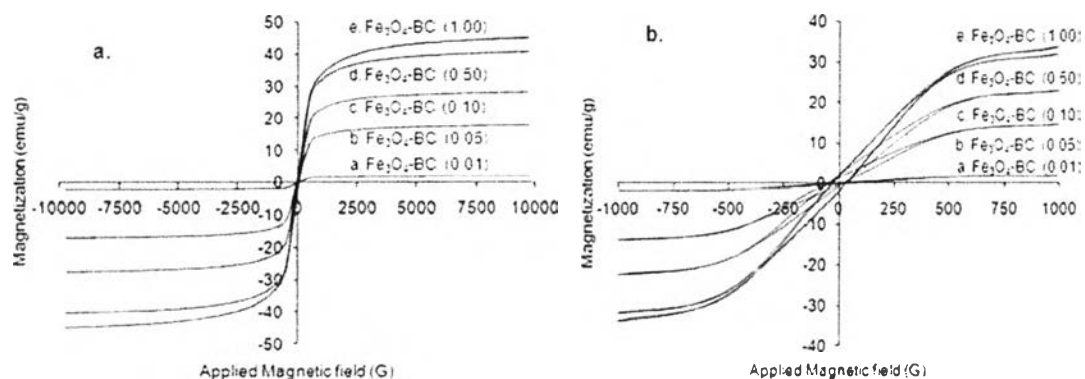 a.
50
40
30
20
10
0
-10
-20
-30
-40
-50
-10000 -7500 -5000 -2500 0 2500 5000 7500 10000
e. Fe3O4-BC (1.00)
d. Fe3O4-BC (0.50)
c. Fe3O4-BC (0.10)
b. Fe3O4-BC (0.05)
a. Fe3O4-BC (0.01)
Magnetization (emu/g)
Applied Magnetic field (G)
b.
40
30
20
10
0
-10
-20
-30
-40
-1000 -750 -500 -250 0 250 500 750 1000
e. Fe3O4-BC (1.00)
d. Fe3O4-BC (0.50)
c. Fe3O4-BC (0.10)
b. Fe3O4-BC (0.05)
a. Fe3O4-BC (0.01)
Magnetization (emu/g)
Applied Magnetic field (G)